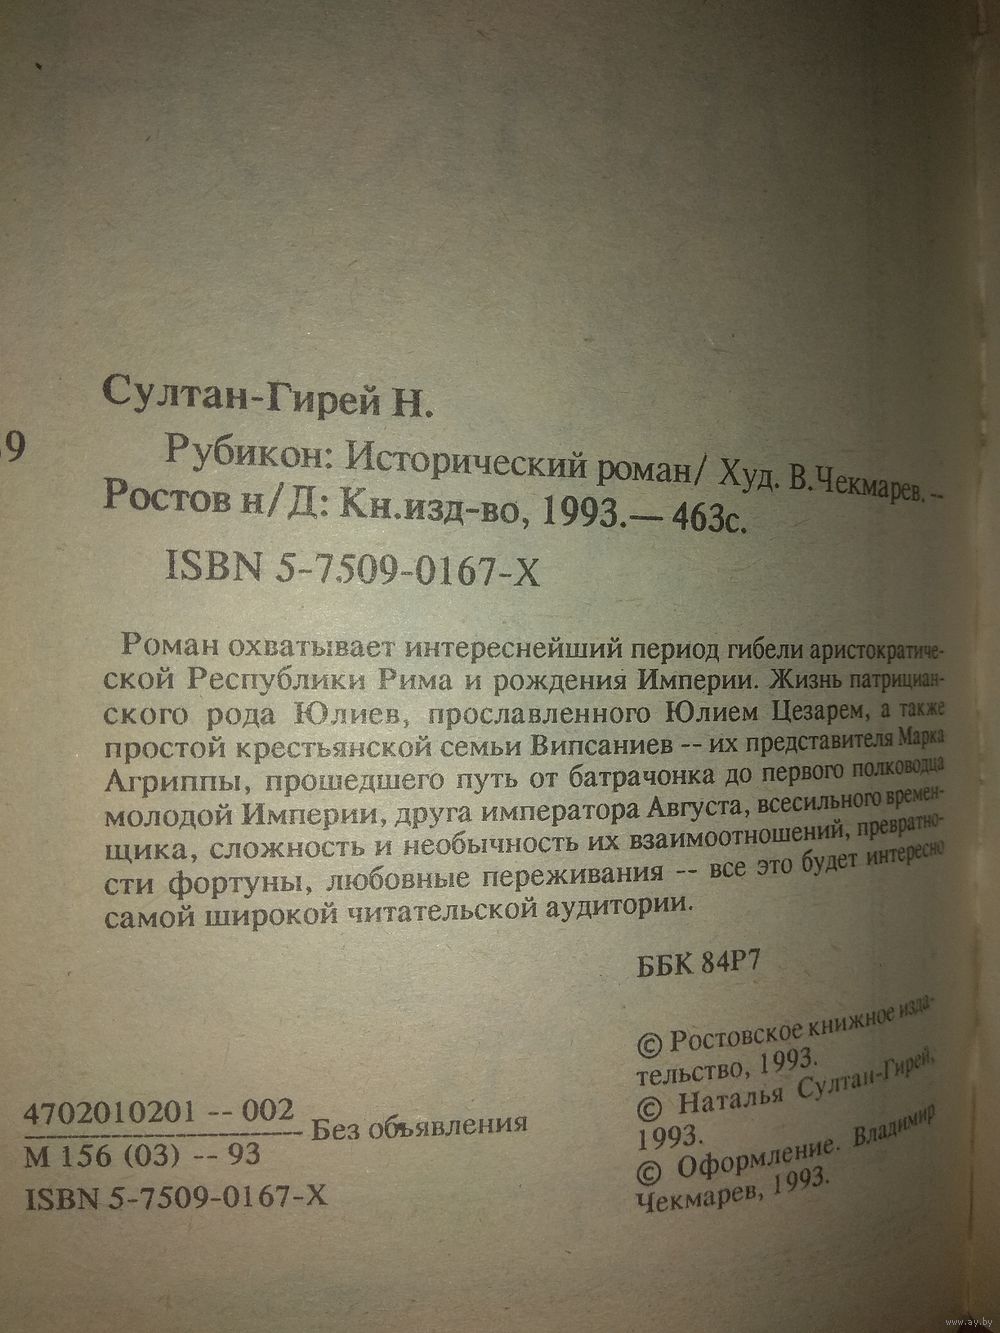 Султан-Гирей Н.
9
Рубикон: Исторический роман/ Худ. В.Чекмарев. –
Ростов н/Д: Кн.изд-во, 1993.— 463с.
ISBN 5-7509-0167-X
Роман охватывает интереснейший период гибели аристократиче-
ской Республики Рима и рождения Империи. Жизнь патрициан-
ского рода Юлиев, прославленного Юлием Цезарем, а также
простой крестьянской семьи Випсаниев -- их представителя Марка
Агриппы, прошедшего путь от батрачонка до первого полководца
молодой Империи, друга императора Августа, всесильного времен-
щика, сложность и необычность их взаимоотношений, превратно-
сти фортуны, любовные переживания -- все это будет интересно
самой широкой читательской аудитории.
ББК 84Р7
© Ростовское книжное изда-
тельство, 1993.
© Наталья Султан-Гирей,
1993.
© Оформление. Владимир
Чекмарев, 1993.
4702010201 -- 002
Без объявления
М 156 (03) -- 93
ISBN 5-7509-0167-X
www.ay.by